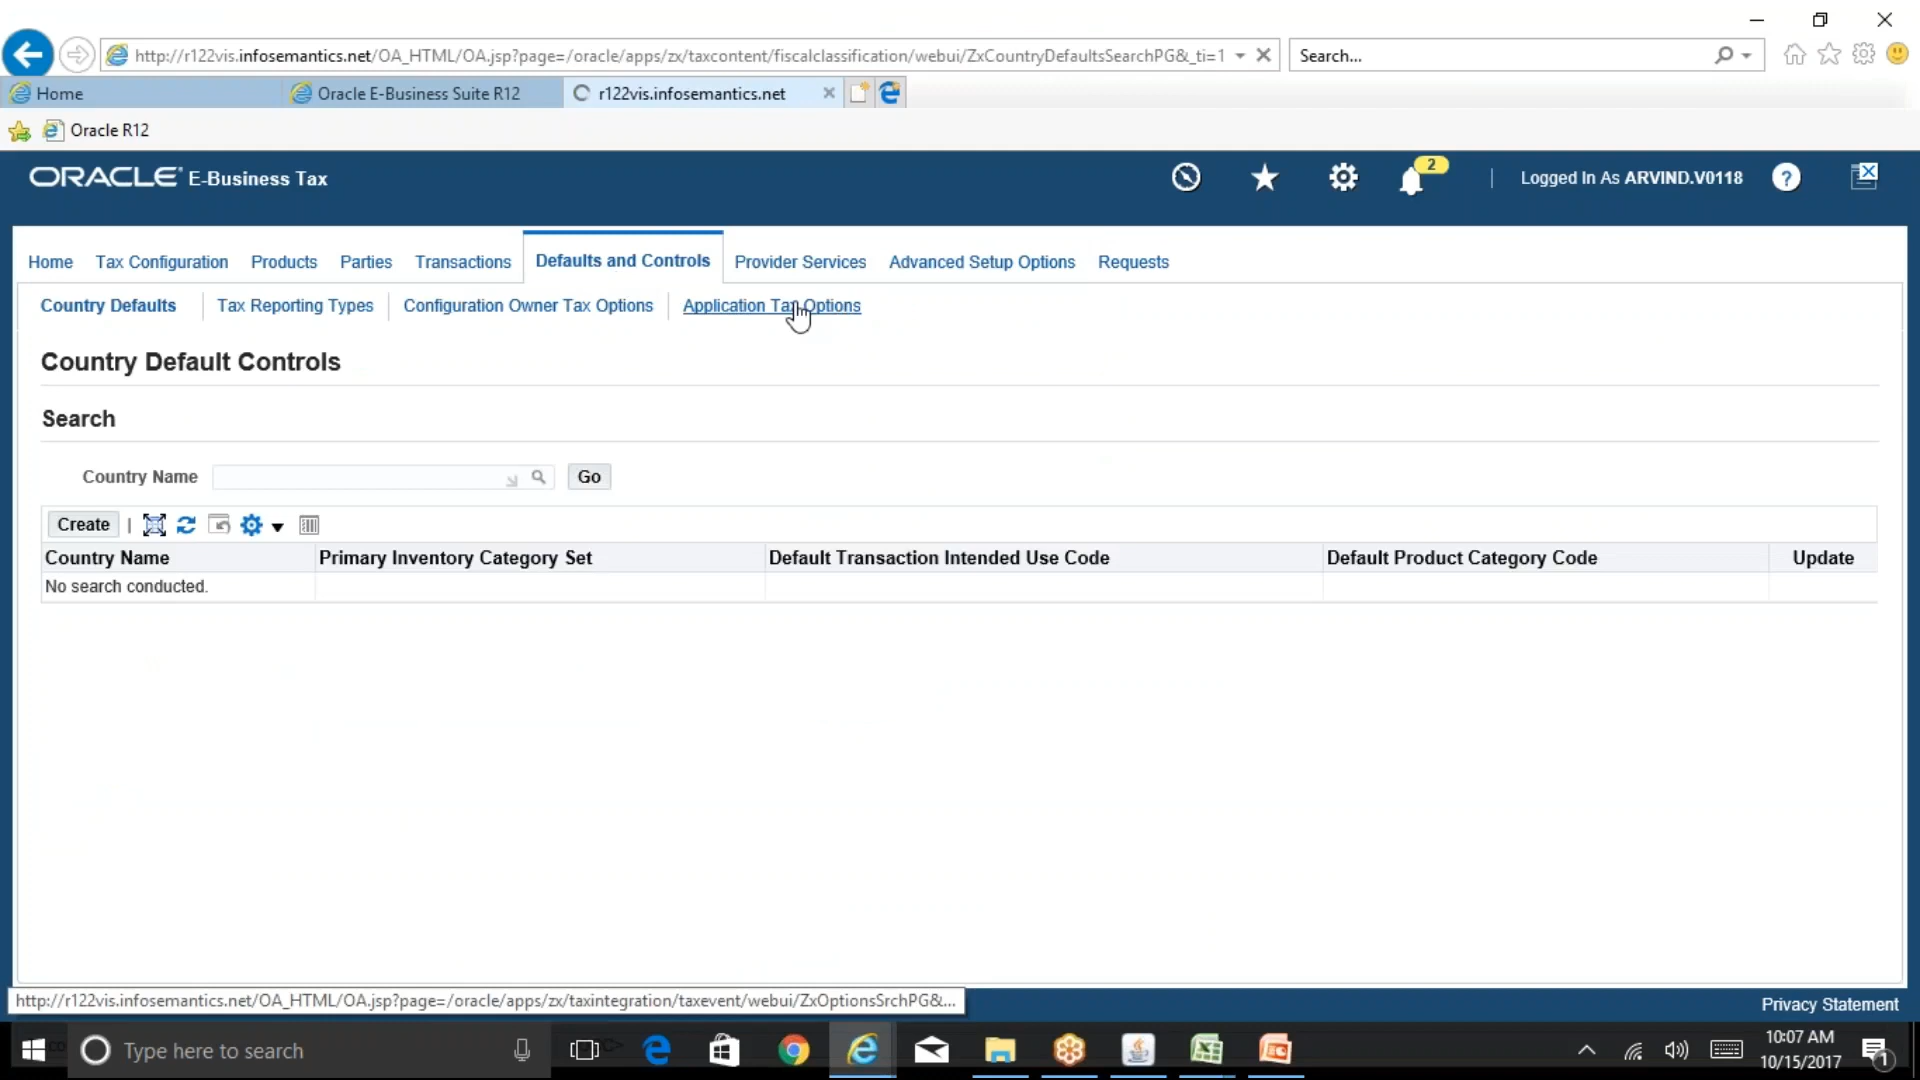 http://r122vis.infosemantics.net/OA_HTML/OA.jsp?page=/oracle/apps/zx/taxcontent/fiscalclassification/webui/ZxCountryDefaultsSearchPG&_ti=1
Search...
Home
Oracle E-Business Suite R12
r122vis.infosemantics.net
Oracle R12
ORACLE E-Business Tax
2
Logged In As ARVIND.V0118
Home Tax Configuration Products Parties Transactions Defaults and Controls Provider Services Advanced Setup Options Requests
Country Defaults Tax Reporting Types Configuration Owner Tax Options Application Tax Options
Country Default Controls
Search
Country Name Go
Create
Country Name Primary Inventory Category Set Default Transaction Intended Use Code Default Product Category Code Update
No search conducted.
http://r122vis.infosemantics.net/OA_HTML/OA.jsp?page=/oracle/apps/zx/taxintegration/taxevent/webui/ZxOptionsSrchPG&...
Privacy Statement
Type here to search
10:07 AM
10/15/2017
1